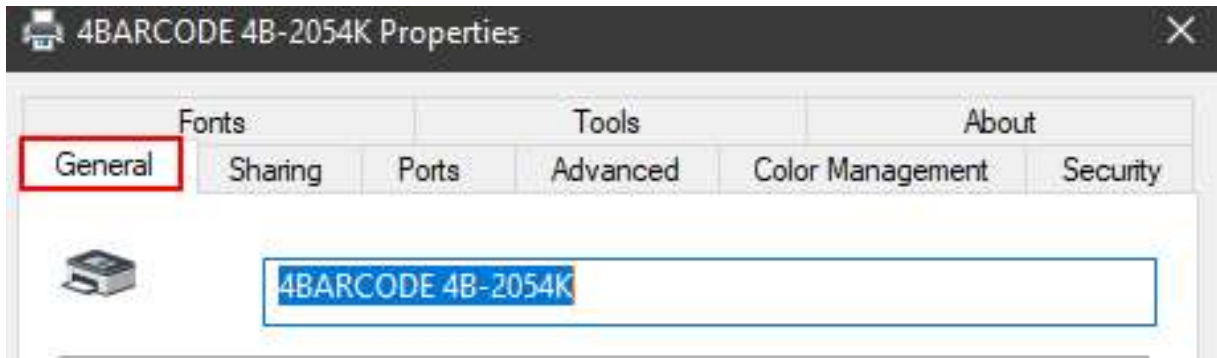 4BARCODE 4B-2054K Properties
Fonts Tools About
General Sharing Ports Advanced Color Management Security
4BARCODE 4B-2054K